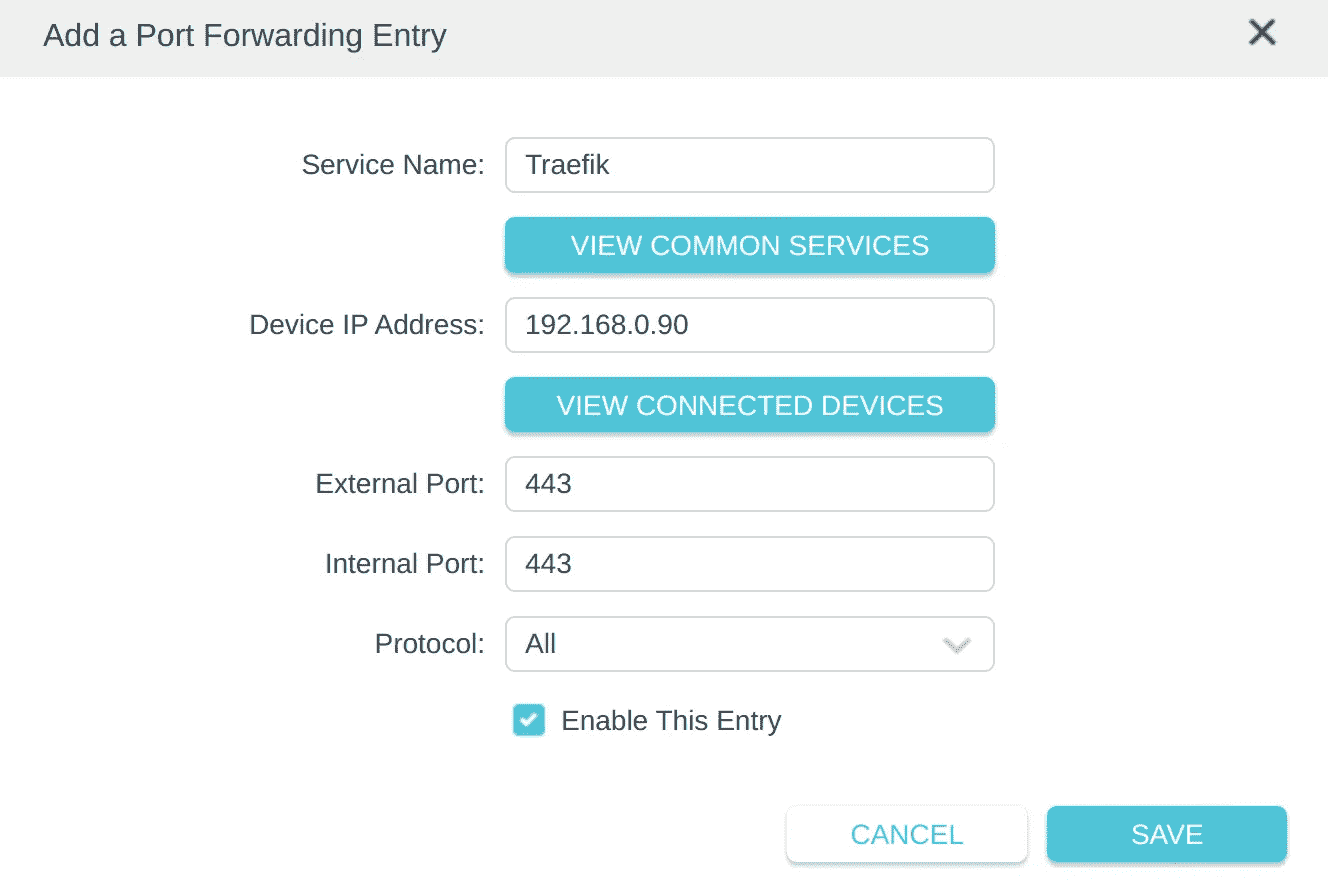 Add a Port Forwarding Entry
Service Name: Traefik
VIEW COMMON SERVICES
Device IP Address: 192.168.0.90
VIEW CONNECTED DEVICES
External Port: 443
Internal Port: 443
Protocol: All
Enable This Entry
CANCEL SAVE